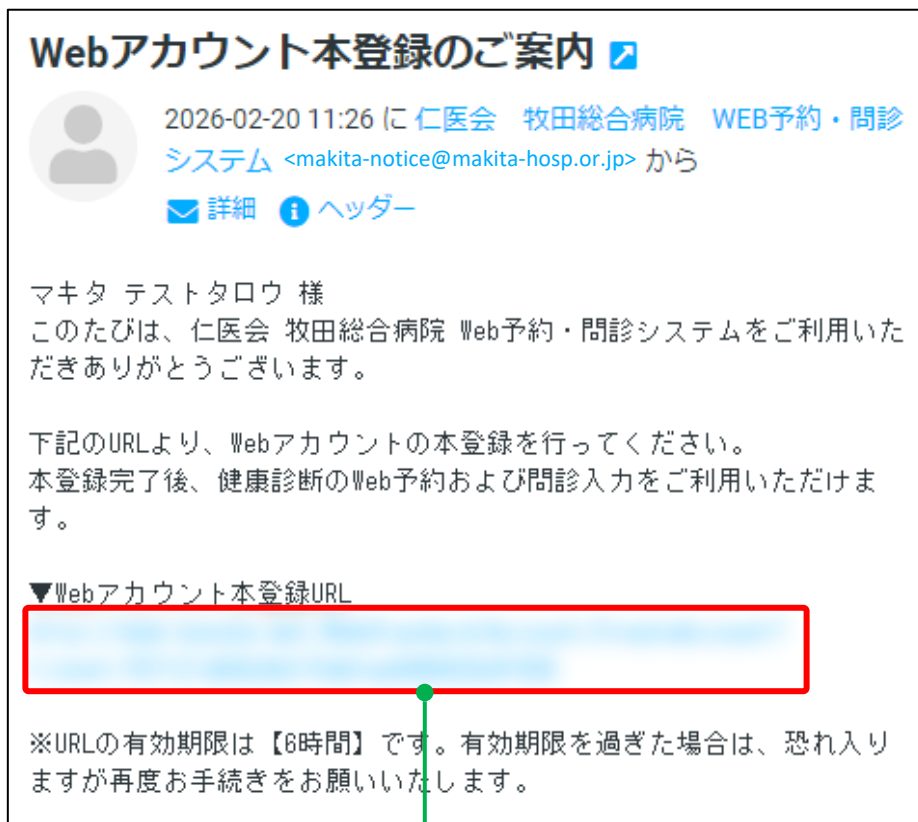 Webアカウント本登録のご案内
2026-02-20 11:26 に 仁医会 牧田総合病院 WEB予約・問診
システム <makita-notice@makita-hosp.or.jp> から
詳細 ヘッダー
マキタ テストタロウ 様
このたびは、仁医会 牧田総合病院 Web予約・問診システムをご利用いた
だきありがとうございます。
下記のURLより、Webアカウントの本登録を行ってください。
本登録完了後、健康診断のWeb予約および問診入力をご利用いただけま
す。
▼Webアカウント本登録URL
※URLの有効期限は【6時間】です。有効期限を過ぎた場合は、恐れ入り
ますが再度お手続きをお願いいたします。